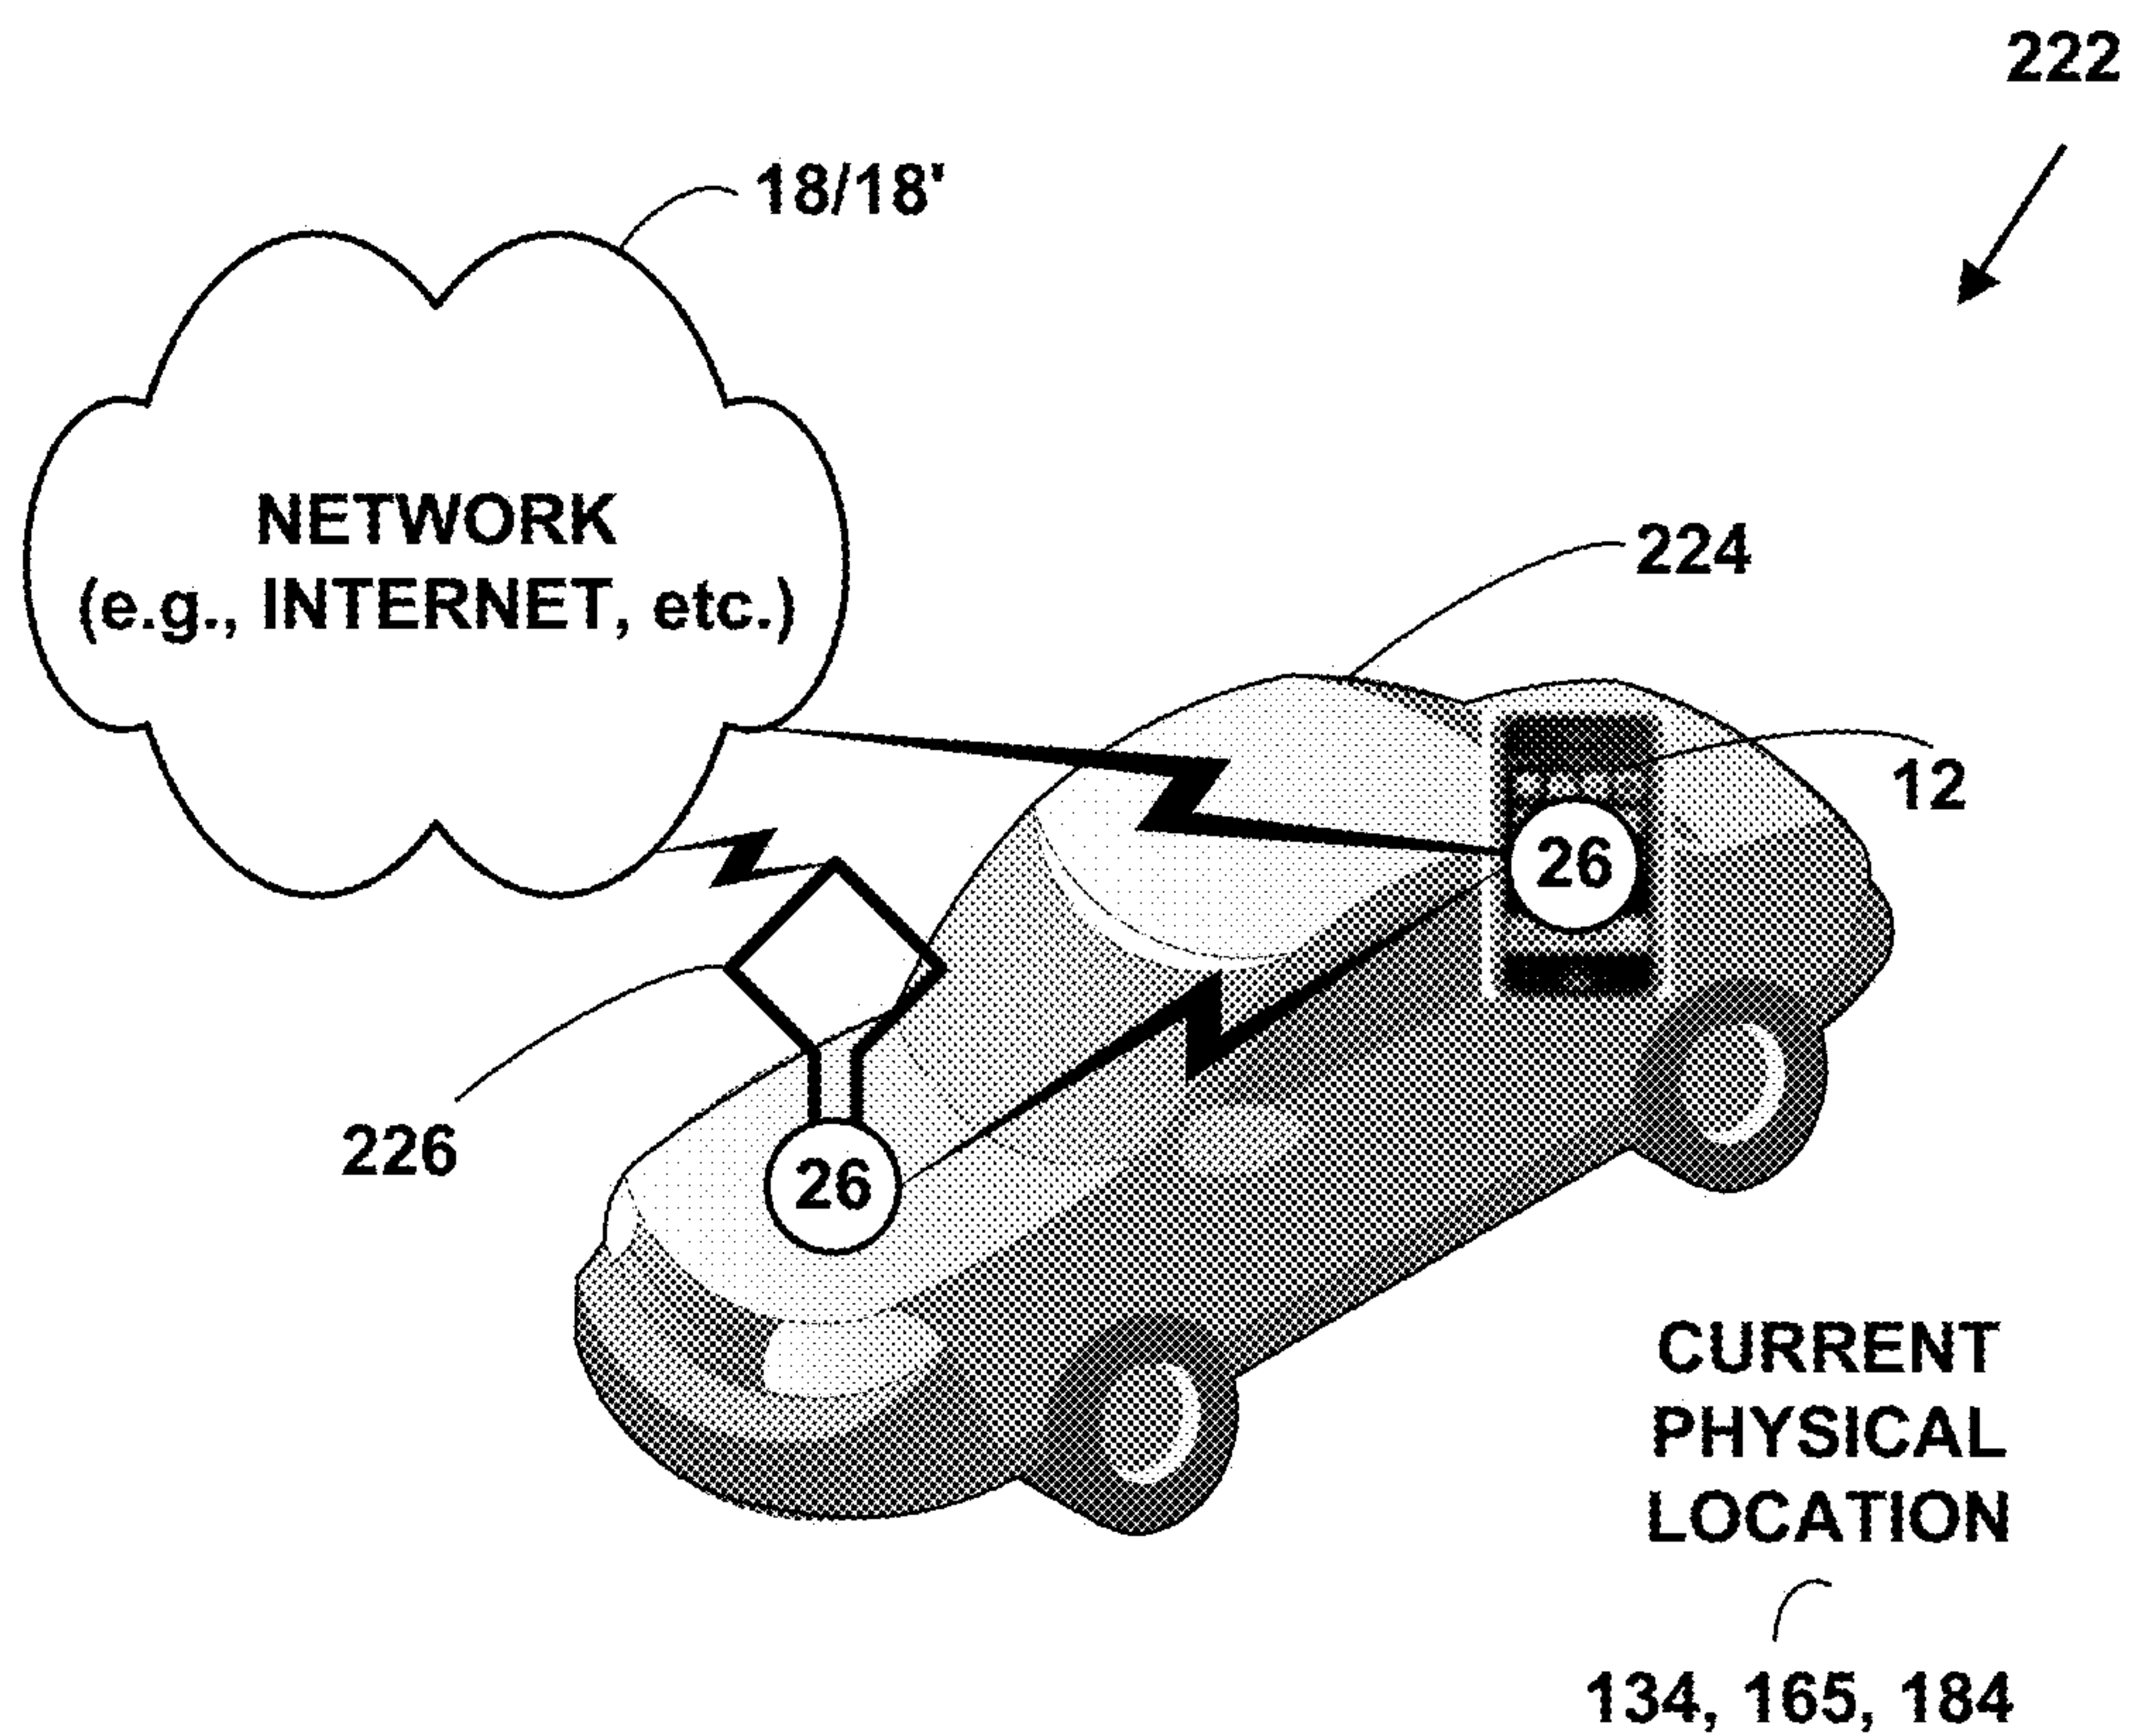 222
18/18'
NETWORK
(e.g., INTERNET, etc.)
224
12
26
226
26
CURRENT
PHYSICAL
LOCATION
134, 165, 184